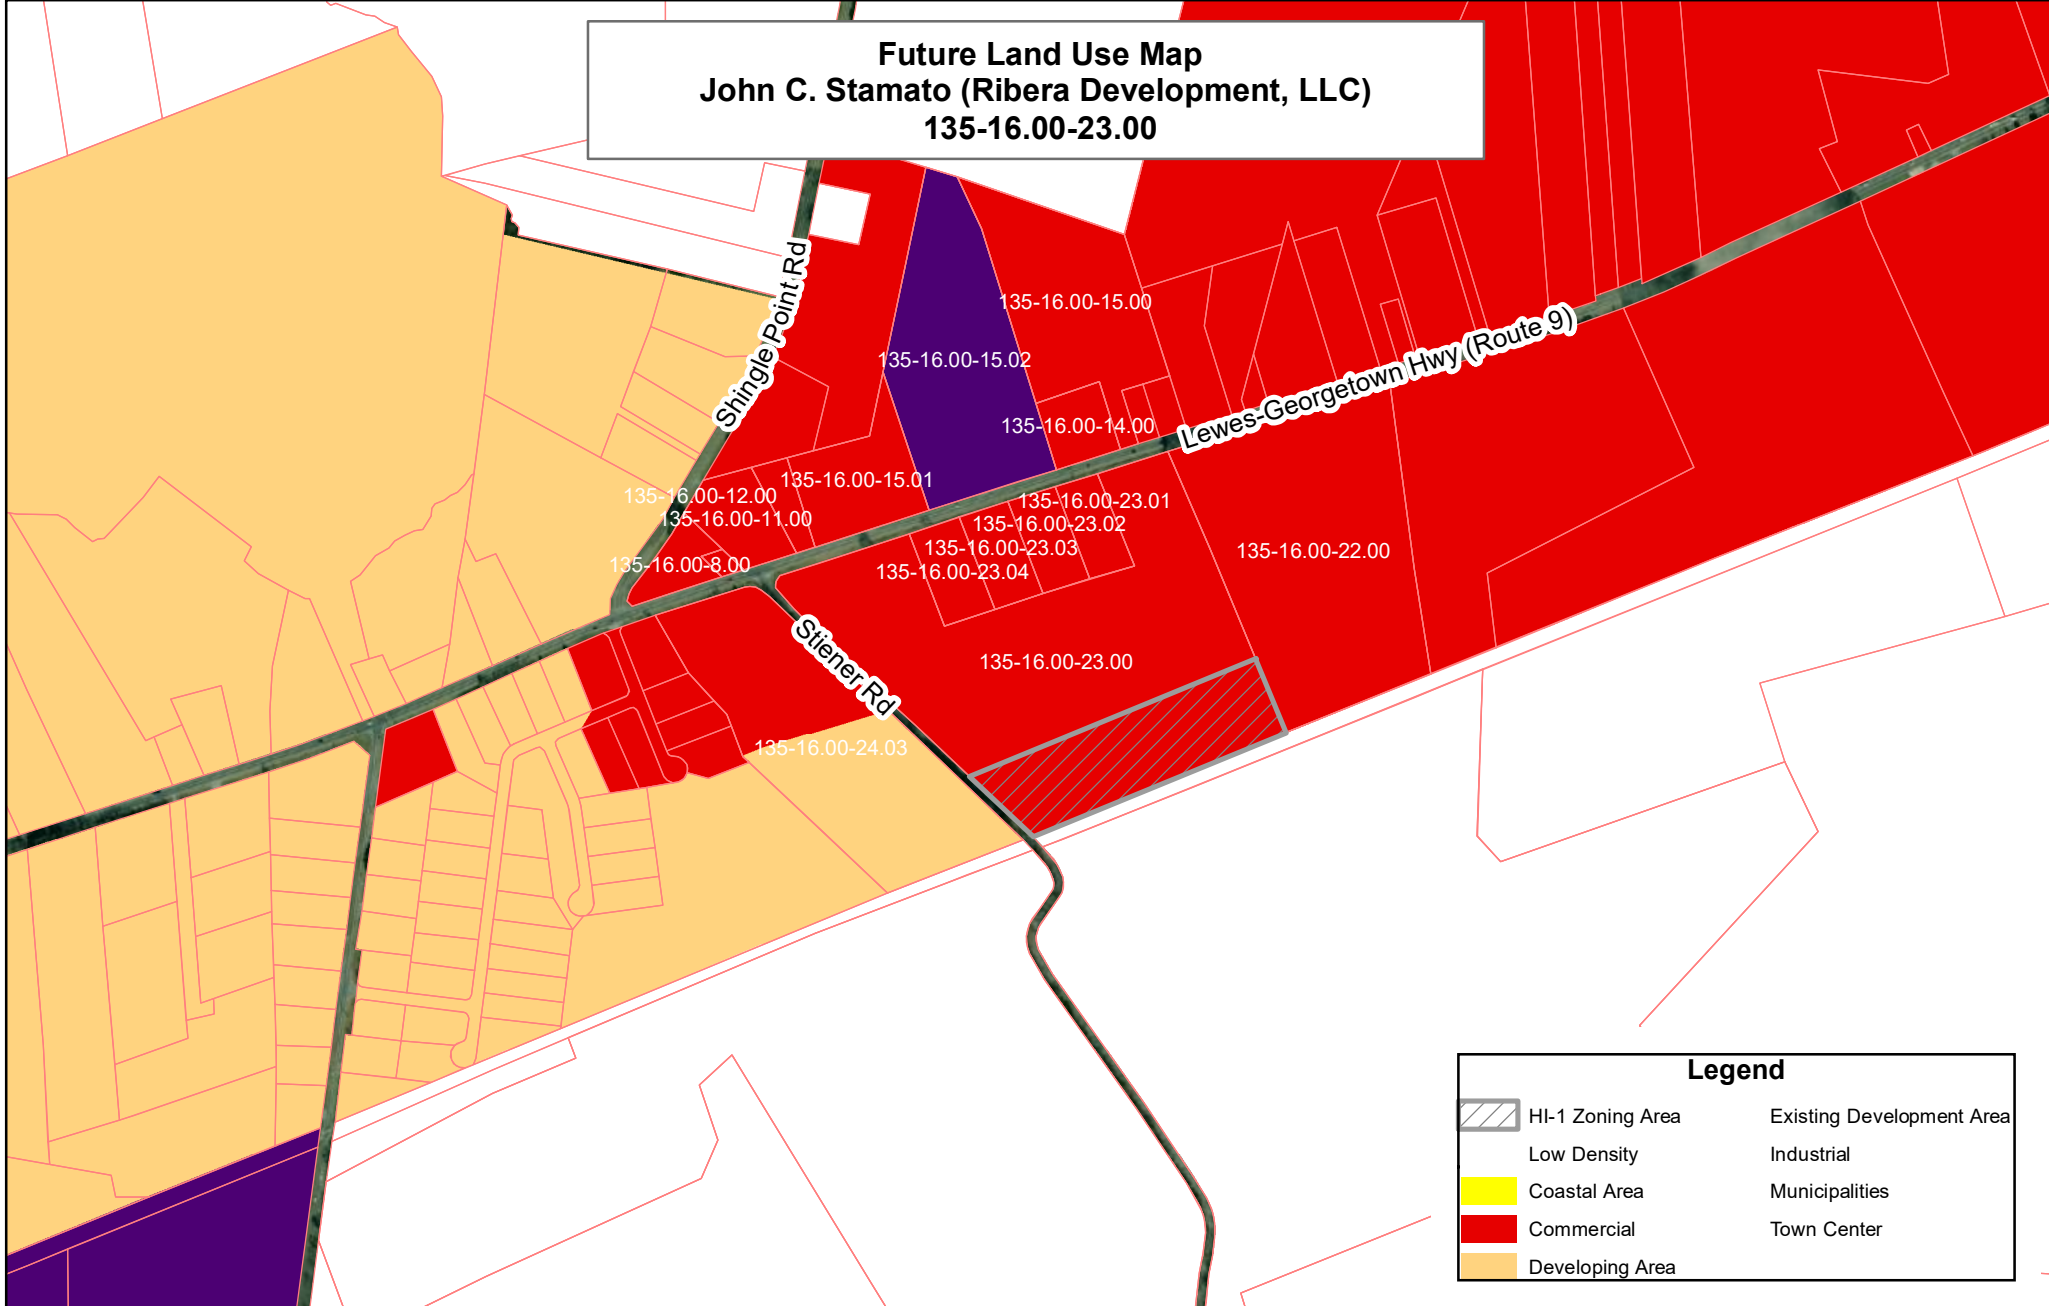 Future Land Use Map
John C. Stamato (Ribera Development, LLC)
135-16.00-23.00
Shingle Point Rd
135-16.00-15.00
135-16.00-15.02
Lewes-Georgetown Hwy (Route 9)
135-16.00-14.00
135-16.00-15.01
135-16.00-12.00
135-16.00-11.00
135-16.00-8.00
135-16.00-23.01
135-16.00-23.02
135-16.00-23.03
135-16.00-23.04
135-16.00-22.00
Stiener Rd
135-16.00-23.00
135-16.00-24.03
Legend
HI-1 Zoning Area
Low Density
Coastal Area
Commercial
Developing Area
Existing Development Area
Industrial
Municipalities
Town Center